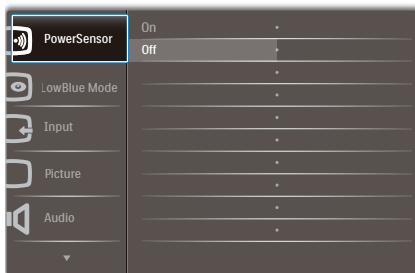 PowerSensor
On
Off
LowBlue Mode
Input
Picture
Audio